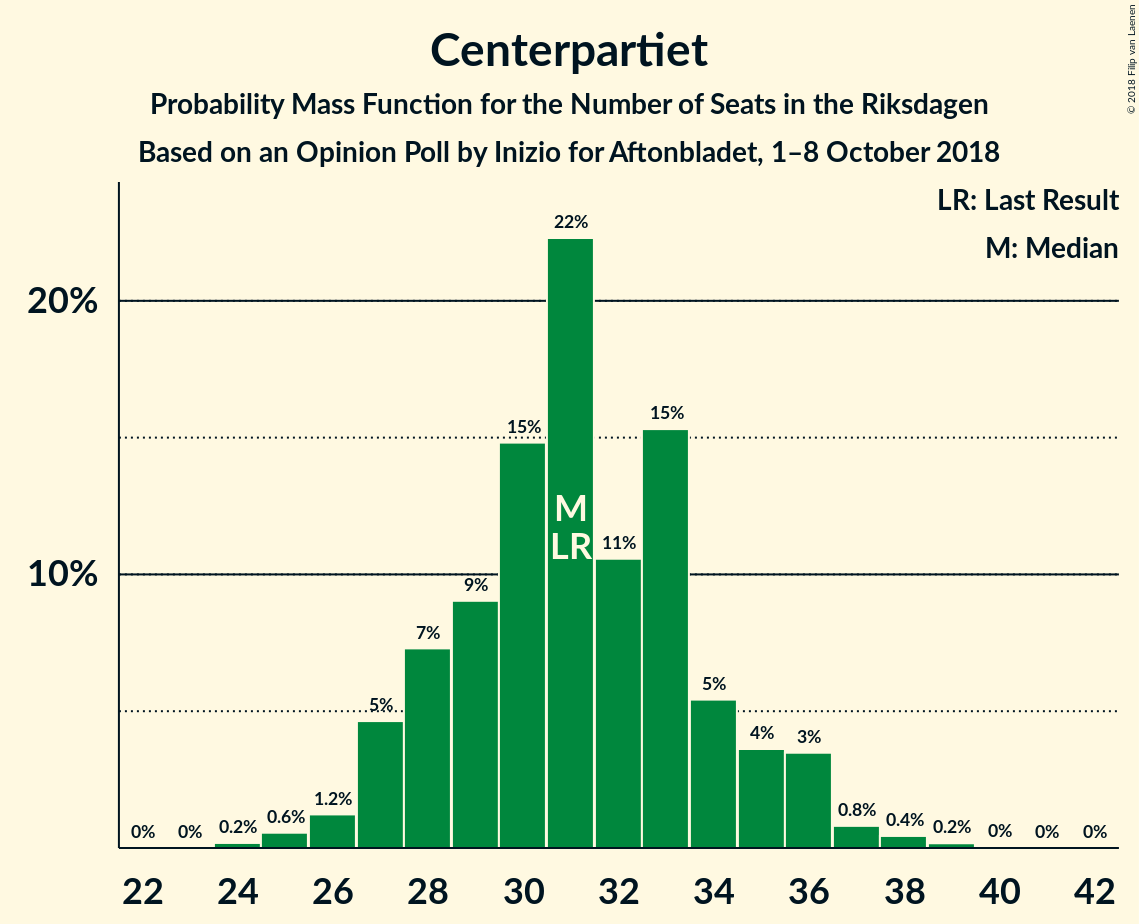 Centerpartiet
Probability Mass Function for the Number of Seats in the Riksdagen
Based on an Opinion Poll by Inizio for Aftonbladet, 1–8 October 2018
© 2018 Filip van Laenen
LR: Last Result
M: Median
20%
10%
0%
0%
0.2%
0.6%
1.2%
5%
7%
9%
15%
22%
11%
15%
5%
4%
3%
0.8%
0.4%
0.2%
0%
0%
0%
M
LR
22 24 26 28 30 32 34 36 38 40 42